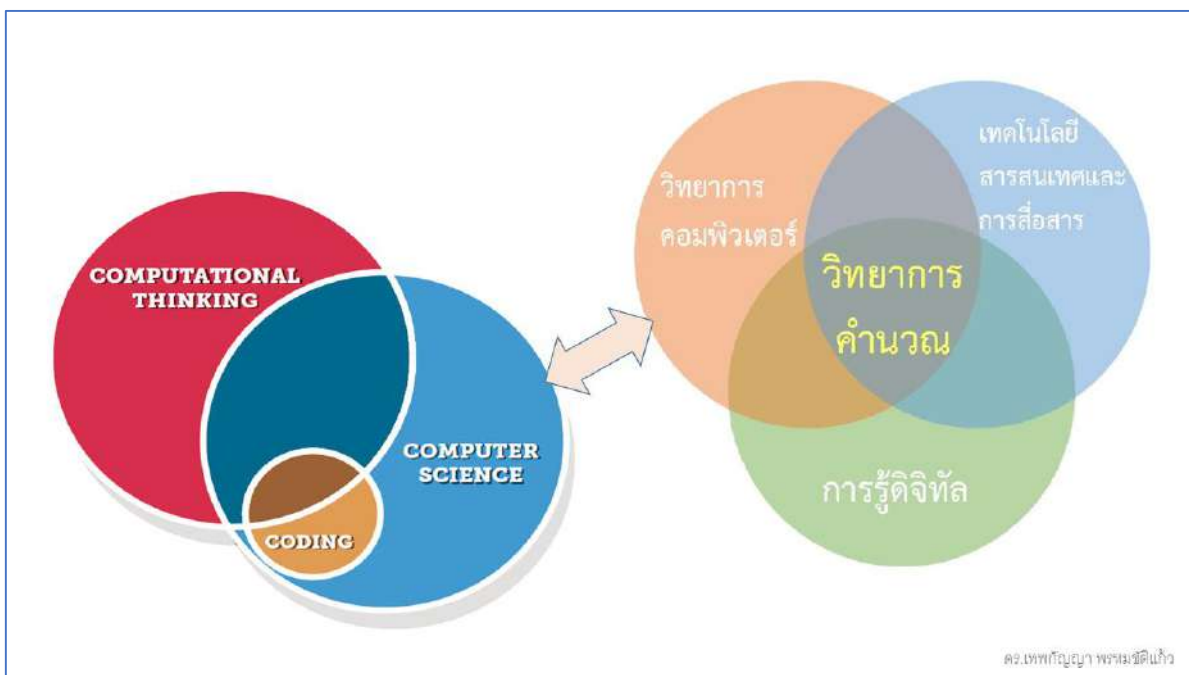 COMPUTATIONAL
THINKING
COMPUTER
SCIENCE
CODING
วิทยาการ
คอมพิวเตอร์
เทคโนโลยี
สารสนเทศและ
การสื่อสาร
วิทยาการ
คำนวณ
การรู้ดิจิทัล
ดร.เทพกัญญา พรหมขัติแก้ว